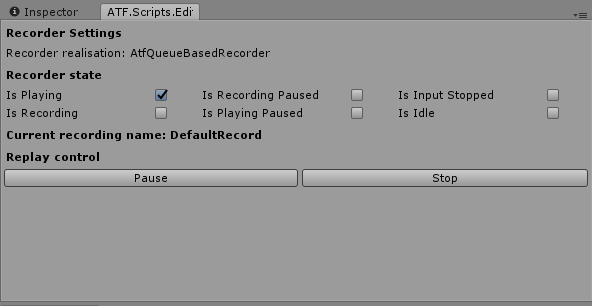 Inspector ATF.Scripts.Edi
Recorder Settings
Recorder realisation: AtfQueueBasedRecorder
Recorder state
Is Playing Is Recording Paused Is Input Stopped
Is Recording Is Playing Paused Is Idle
Current recording name: DefaultRecord
Replay control
Pause Stop